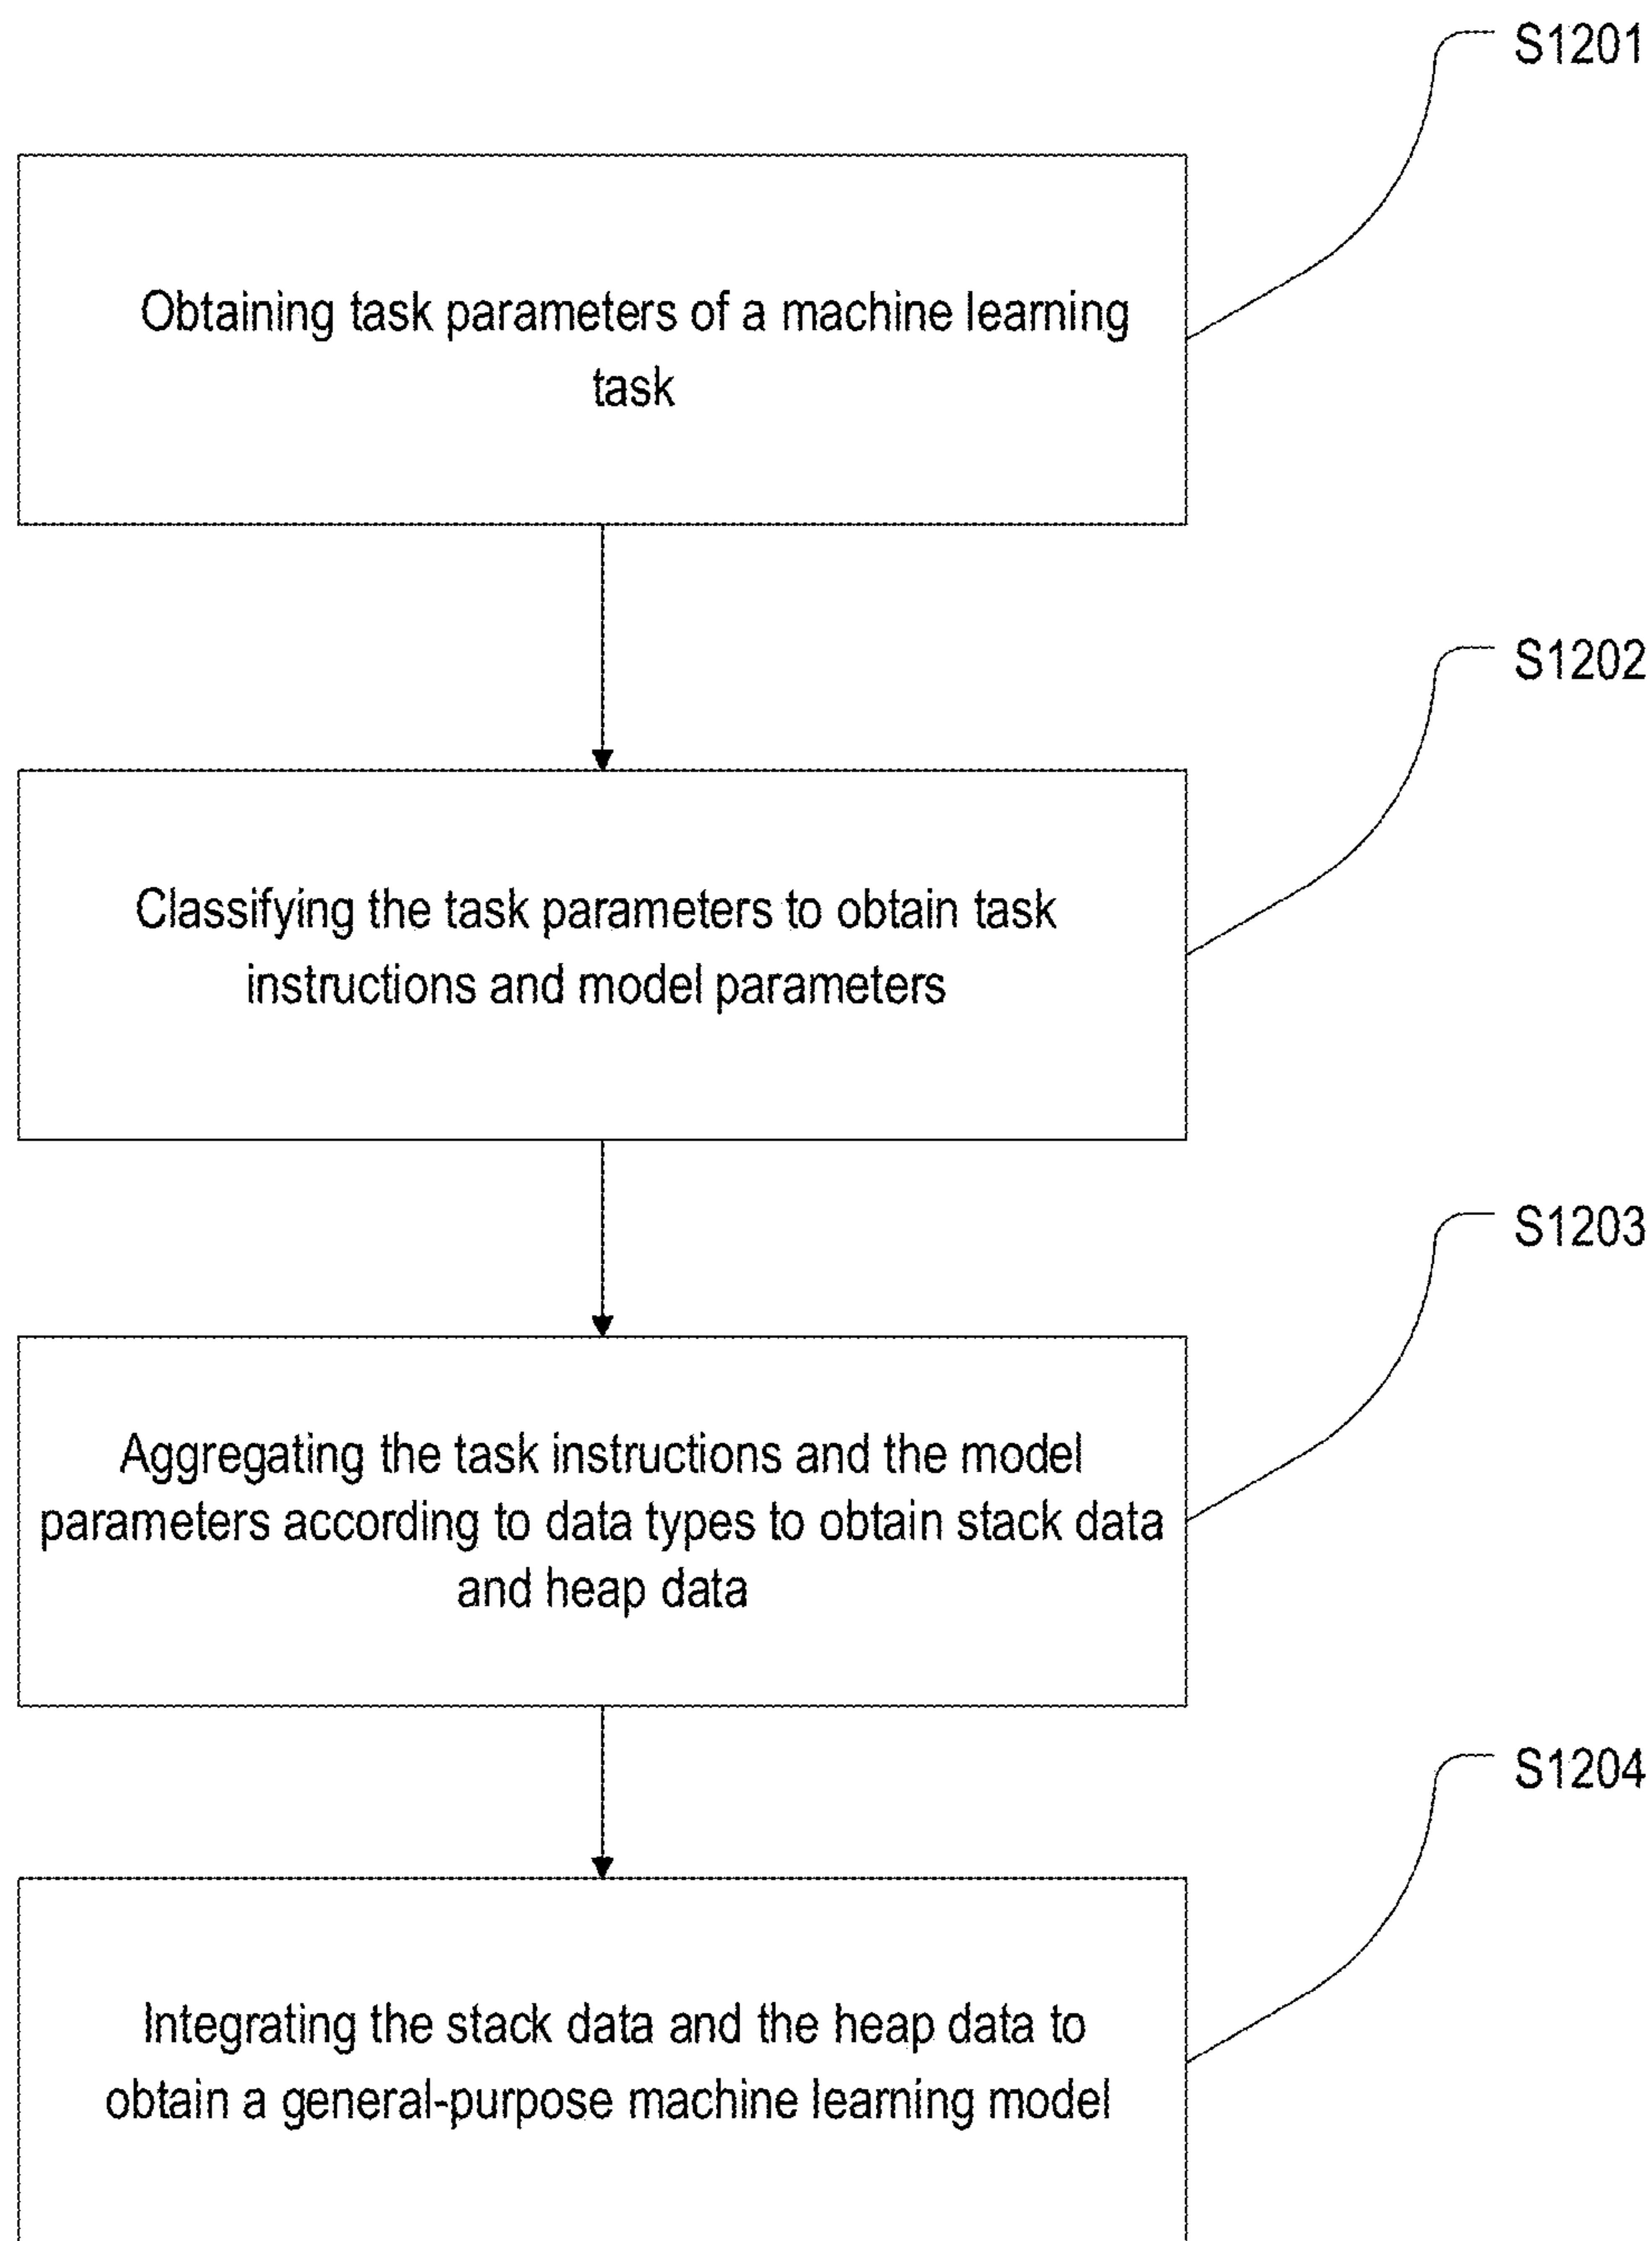 S1201
Obtaining task parameters of a machine learning
task
S1202
Classifying the task parameters to obtain task
instructions and model parameters
S1203
Aggregating the task instructions and the model
parameters according to data types to obtain stack data
and heap data
S1204
Integrating the stack data and the heap data to
obtain a general-purpose machine learning model